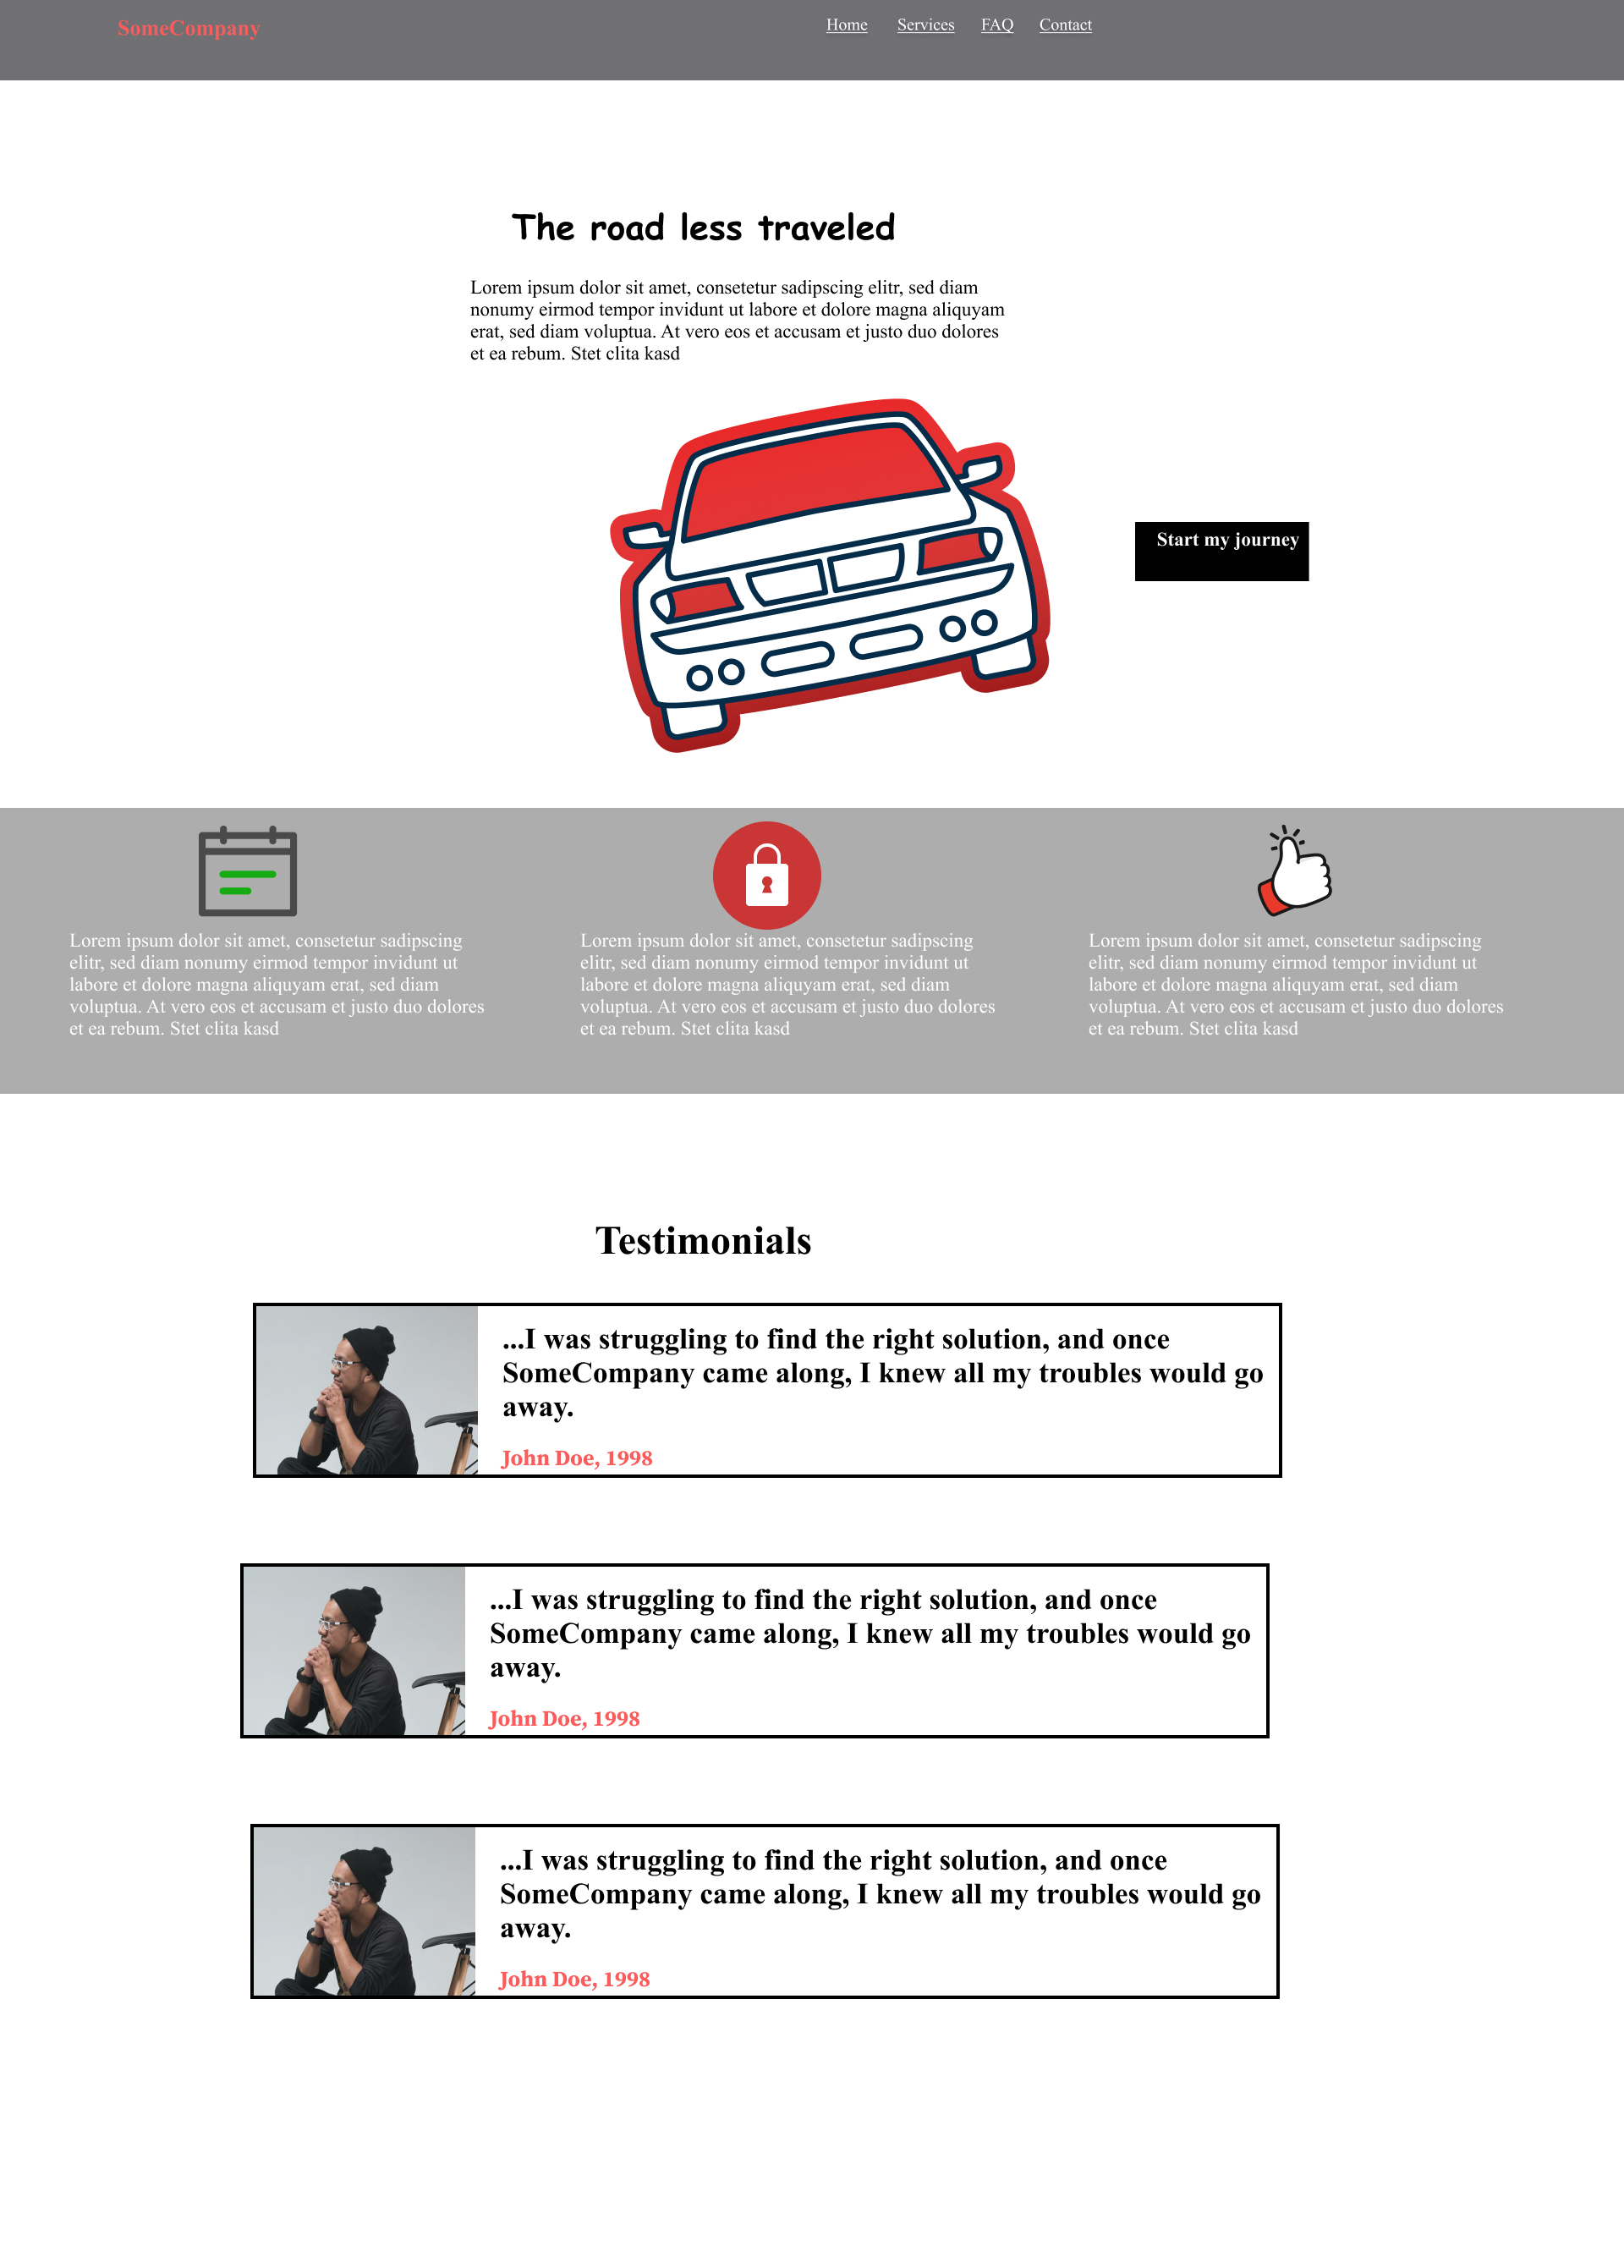 SomeCompany
Home Services FAQ Contact
The road less traveled
Lorem ipsum dolor sit amet, consetetur sadipscing elitr, sed diam
nonumy eirmod tempor invidunt ut labore et dolore magna aliquyam
erat, sed diam voluptua. At vero eos et accusam et justo duo dolores
et ea rebum. Stet clita kasd
Start my journey
Lorem ipsum dolor sit amet, consetetur sadipscing
elitr, sed diam nonumy eirmod tempor invidunt ut
labore et dolore magna aliquyam erat, sed diam
voluptua. At vero eos et accusam et justo duo dolores
et ea rebum. Stet clita kasd
Lorem ipsum dolor sit amet, consetetur sadipscing
elitr, sed diam nonumy eirmod tempor invidunt ut
labore et dolore magna aliquyam erat, sed diam
voluptua. At vero eos et accusam et justo duo dolores
et ea rebum. Stet clita kasd
Lorem ipsum dolor sit amet, consetetur sadipscing
elitr, sed diam nonumy eirmod tempor invidunt ut
labore et dolore magna aliquyam erat, sed diam
voluptua. At vero eos et accusam et justo duo dolores
et ea rebum. Stet clita kasd
Testimonials
...I was struggling to find the right solution, and once
SomeCompany came along, I knew all my troubles would go
away.
John Doe, 1998
...I was struggling to find the right solution, and once
SomeCompany came along, I knew all my troubles would go
away.
John Doe, 1998
...I was struggling to find the right solution, and once
SomeCompany came along, I knew all my troubles would go
away.
John Doe, 1998